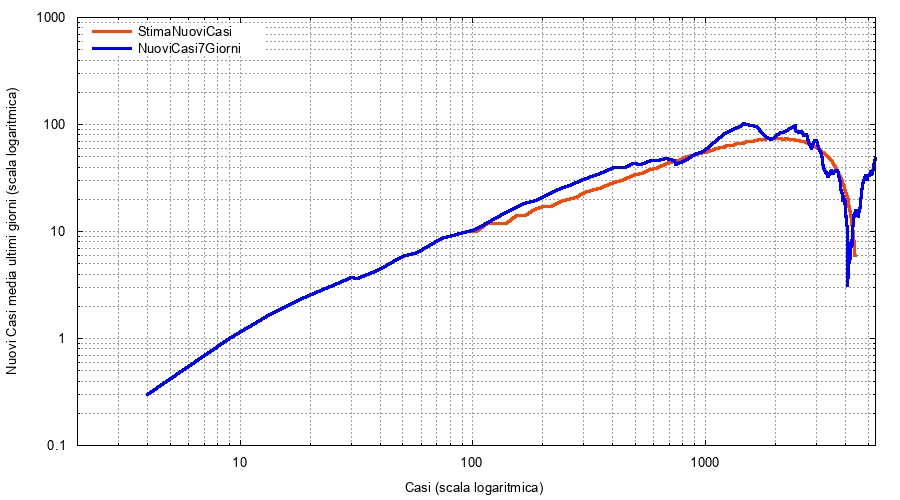 1000
100
10
1
0.1
StimaNuoviCasi
NuoviCasi7Giorni
Nuovi Casi media ultimi giorni (scala logaritmica)
10 100 1000
Casi (scala logaritmica)